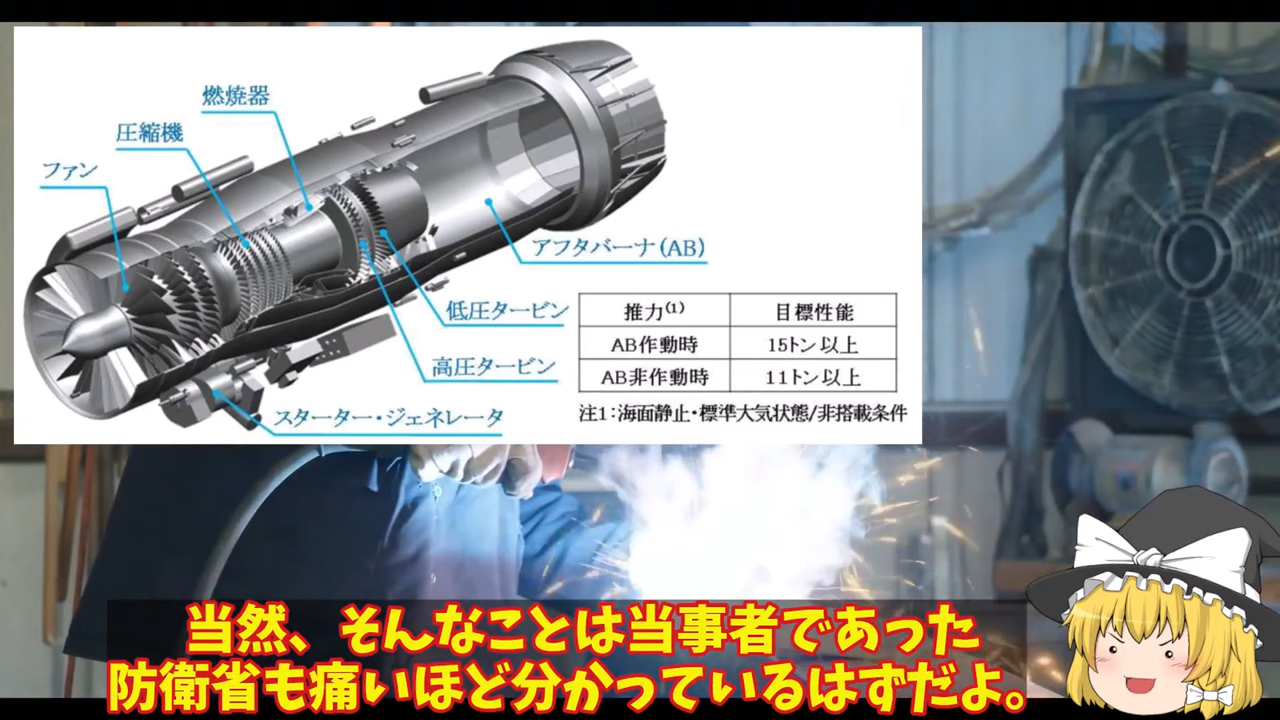 燃焼器
圧縮機
ファン
アフタバーナ(AB)
低圧タービン
高圧タービン
スターター・ジェネレータ
推力(1) 目標性能
AB作動時 15トン以上
AB非作動時 11トン以上
注1:海面静止・標準大気状態/非搭載条件
当然、そんなことは当事者であった
防衛省も痛いほど分かっているはずだよ。